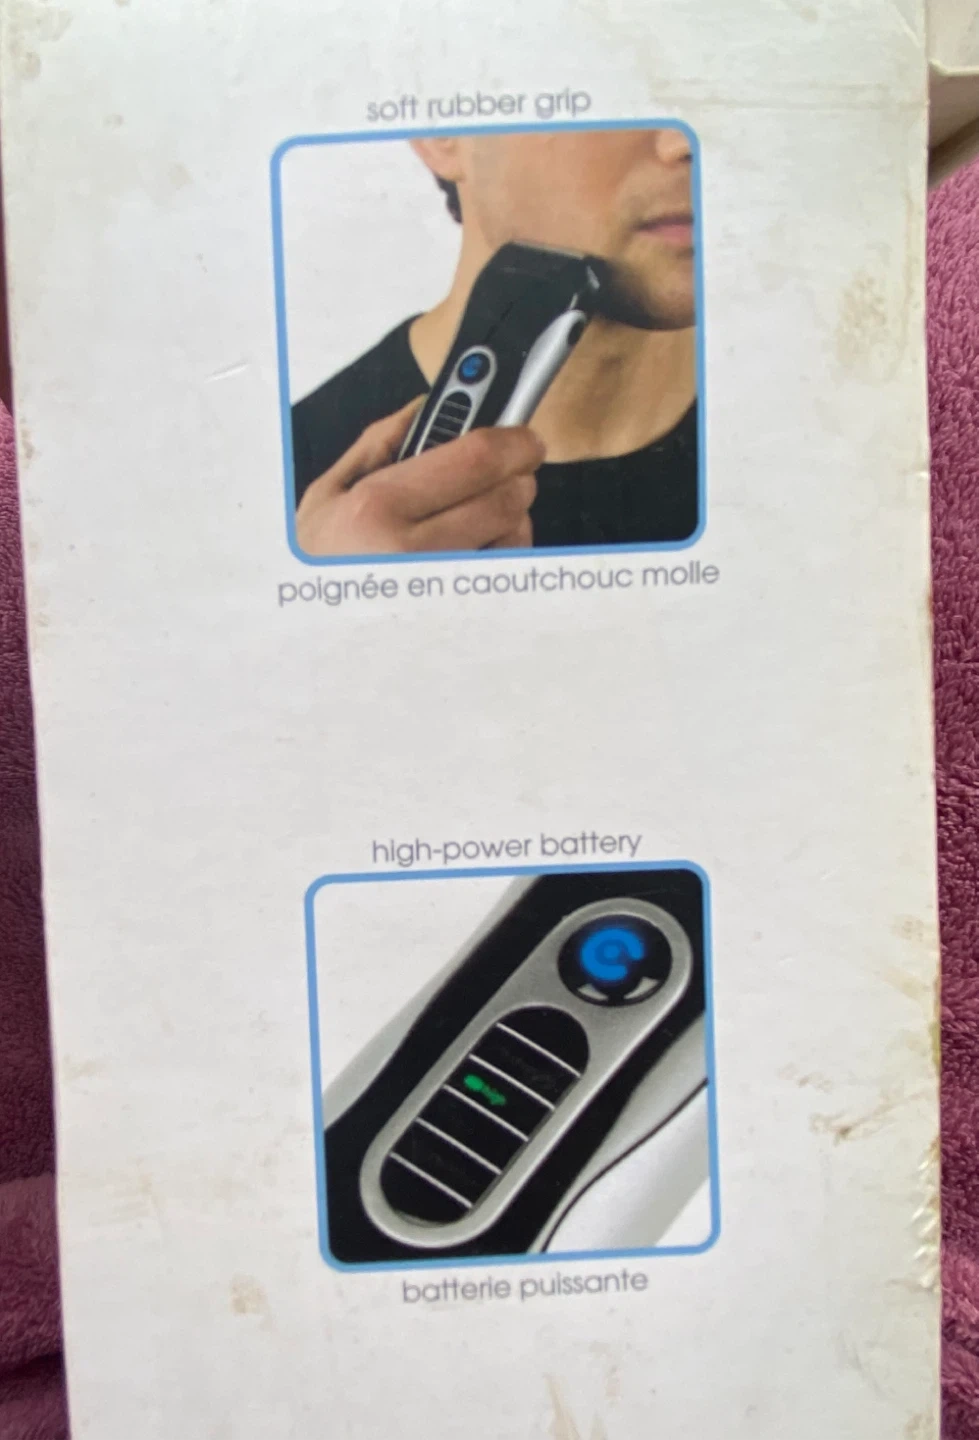 soft rubber grip
poignée en caoutchouc molle
high-power battery
batterie puissante